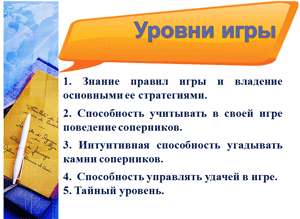 Уровни игры
1. Знание правил игры и владение
основными ее стратегиями.
2. Способность учитывать в своей игре
поведение соперников.
3. Интуитивная способность угадывать
камни соперников.
4. Способность управлять удачей в игре.
5. Тайный уровень.